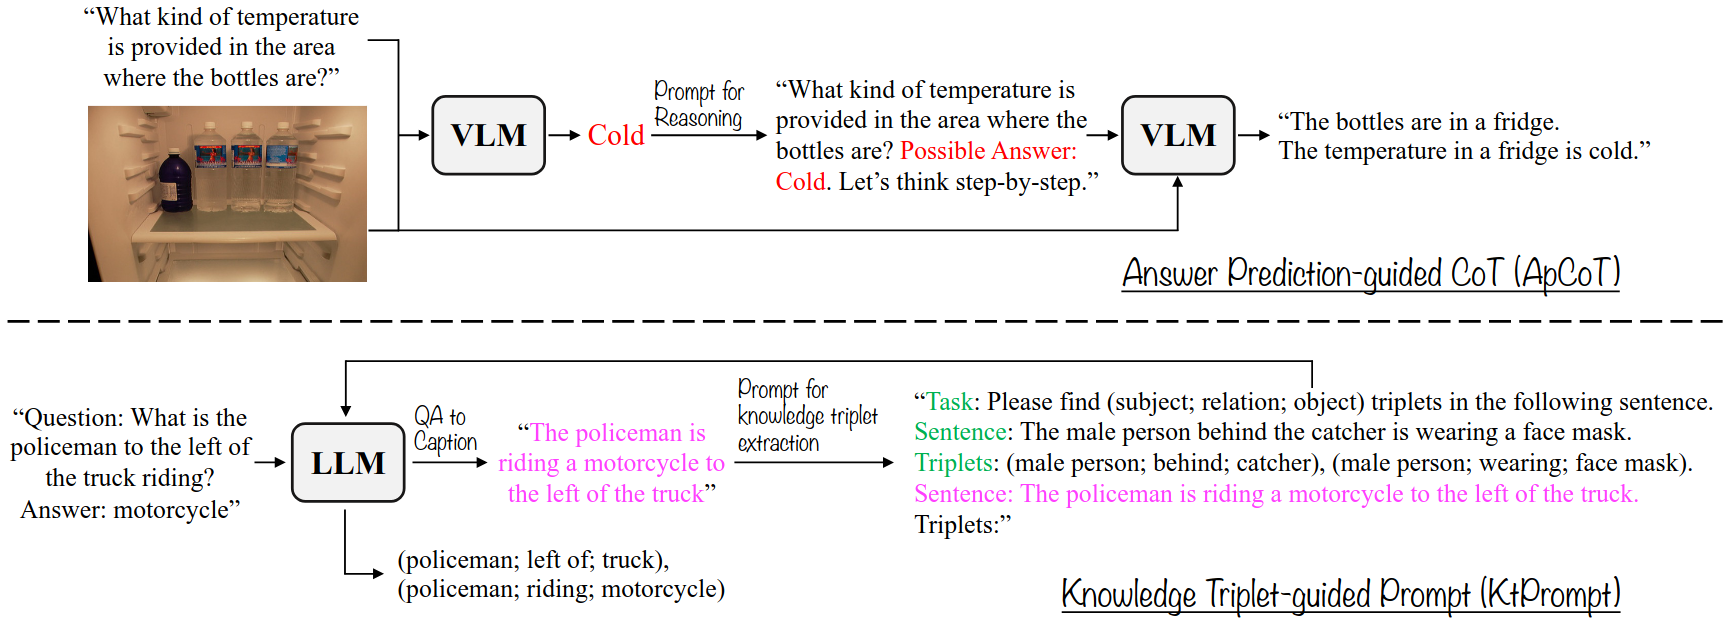 “What kind of temperature
is provided in the area
where the bottles are?”
VLM
Cold
Prompt for
Reasoning
“What kind of temperature is
provided in the area where the
bottles are? Possible Answer:
Cold. Let’s think step-by-step.”
VLM
“The bottles are in a fridge.
The temperature in a fridge is cold.”
Answer Prediction-guided CoT (ApCoT)
“Question: What is the
policeman to the left of
the truck riding?
Answer: motorcycle”
LLM
QA to
Caption
“The policeman is
riding a motorcycle to
the left of the truck”
Prompt for
knowledge triplet
extraction
“Task: Please find (subject; relation; object) triplets in the following sentence.
Sentence: The male person behind the catcher is wearing a face mask.
Triplets: (male person; behind; catcher), (male person; wearing; face mask).
Sentence: The policeman is riding a motorcycle to the left of the truck.
Triplets:”
(policeman; left of; truck),
(policeman; riding; motorcycle)
Knowledge Triplet-guided Prompt (KtPrompt)